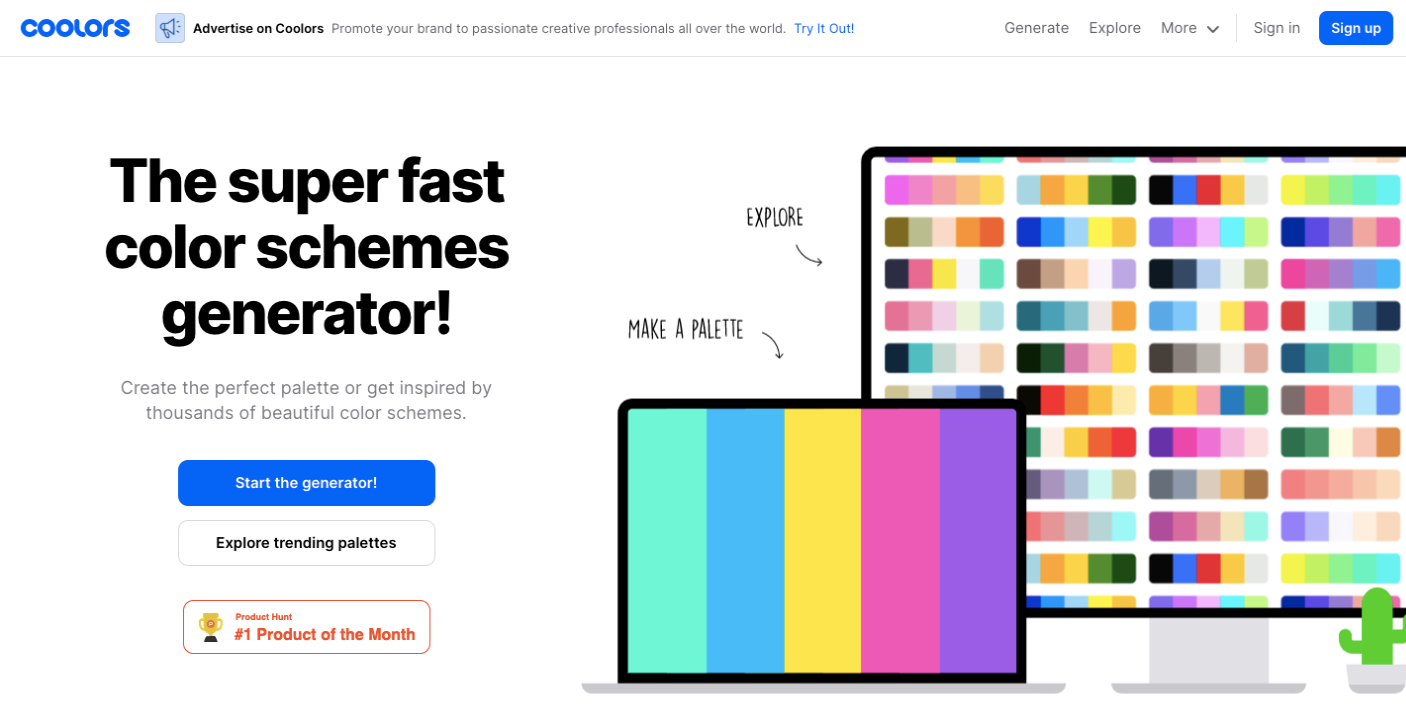 coolors
Advertise on Coolors Promote your brand to passionate creative professionals all over the world. Try It Out!
Generate Explore More Sign in Sign up
The super fast
color schemes
generator!
Create the perfect palette or get inspired by
thousands of beautiful color schemes.
Start the generator!
Explore trending palettes
Product Hunt
#1 Product of the Month
EXPLORE
MAKE A PALETTE